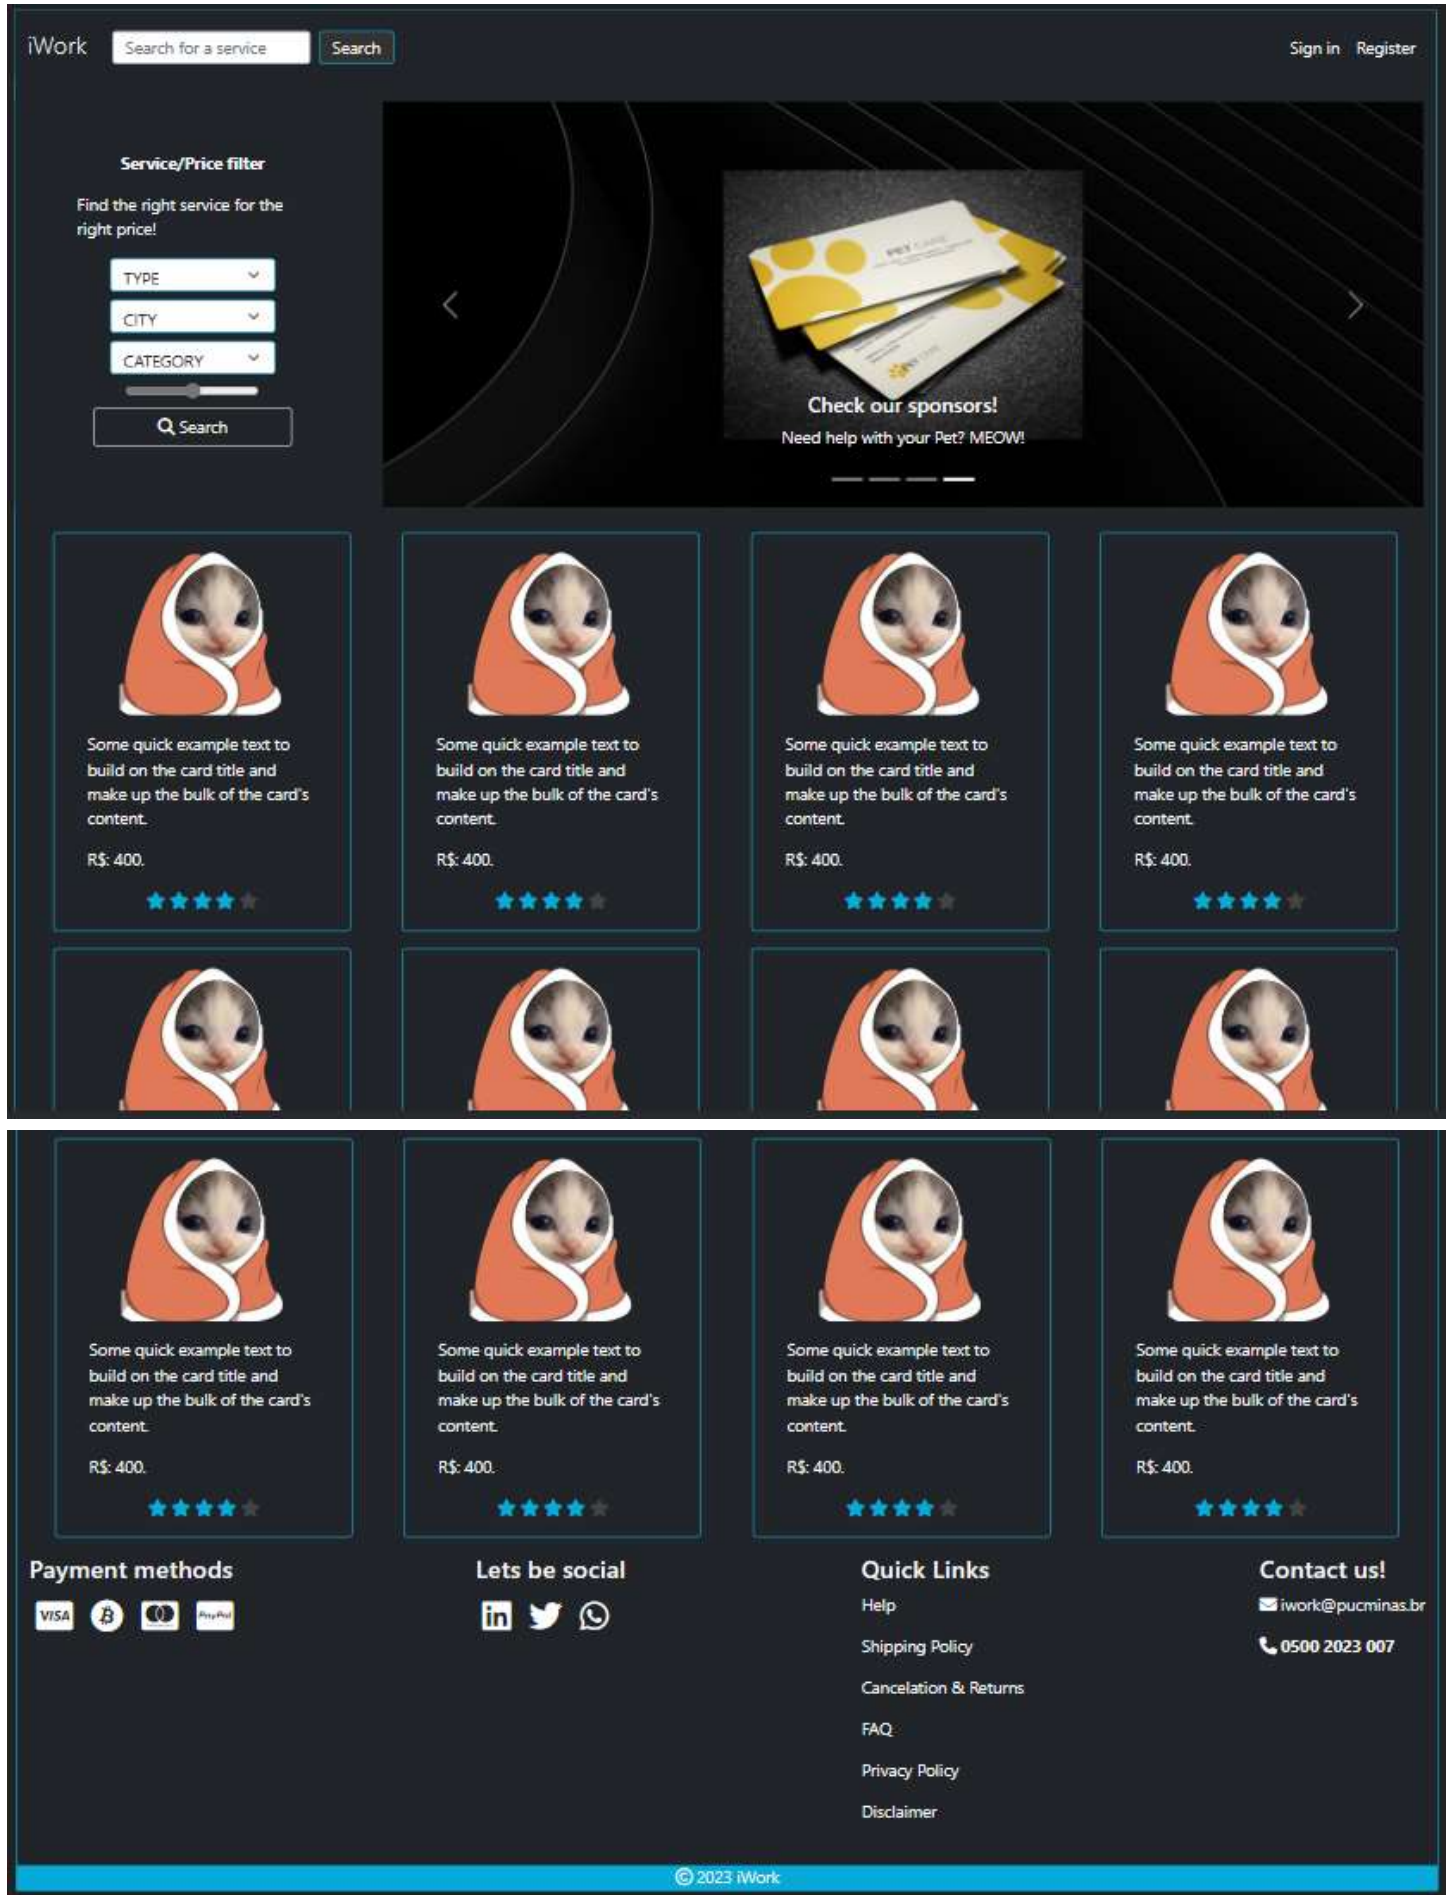 iWork
Search for a service
Search
Sign in
Register
Service/Price filter
Find the right service for the
right price!
TYPE
CITY
CATEGORY
Search
PET CARE
Check our sponsors!
Need help with your Pet? MEOW!
Some quick example text to
build on the card title and
make up the bulk of the card's
content.
R$: 400.
Some quick example text to
build on the card title and
make up the bulk of the card's
content.
R$: 400.
Some quick example text to
build on the card title and
make up the bulk of the card's
content.
R$: 400.
Some quick example text to
build on the card title and
make up the bulk of the card's
content.
R$: 400.
Some quick example text to
build on the card title and
make up the bulk of the card's
content.
R$: 400.
Some quick example text to
build on the card title and
make up the bulk of the card's
content.
R$: 400.
Some quick example text to
build on the card title and
make up the bulk of the card's
content.
R$: 400.
Some quick example text to
build on the card title and
make up the bulk of the card's
content.
R$: 400.
Payment methods
VISA
PayPal
Lets be social
in
Quick Links
Help
Shipping Policy
Cancelation & Returns
FAQ
Privacy Policy
Disclaimer
Contact us!
iwork@pucminas.br
0500 2023 007
© 2023 iWork